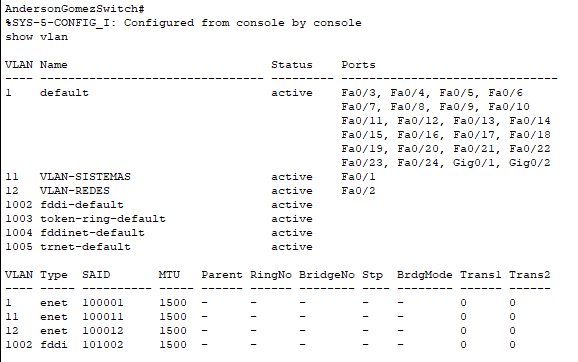 AndersonGomezSwitch#
%SYS-5-CONFIG_I: Configured from console by console
show vlan
VLAN Name                             Status    Ports
---- -------------------------------- --------- -------------------------------
1    default                          active    Fa0/3, Fa0/4, Fa0/5, Fa0/6
                                                Fa0/7, Fa0/8, Fa0/9, Fa0/10
                                                Fa0/11, Fa0/12, Fa0/13, Fa0/14
                                                Fa0/15, Fa0/16, Fa0/17, Fa0/18
                                                Fa0/19, Fa0/20, Fa0/21, Fa0/22
                                                Fa0/23, Fa0/24, Gig0/1, Gig0/2
11   VLAN-SISTEMAS                    active    Fa0/1
12   VLAN-REDES                       active    Fa0/2
1002 fddi-default                     active
1003 token-ring-default               active
1004 fddinet-default                  active
1005 trnet-default                    active
VLAN Type  SAID       MTU   Parent RingNo BridgeNo Stp  BrdgMode Trans1 Trans2
---- ----- ---------- ----- ------ ------ -------- ---- -------- ------ ------
1    enet  100001     1500  -      -      -        -    -        0      0
11   enet  100011     1500  -      -      -        -    -        0      0
12   enet  100012     1500  -      -      -        -    -        0      0
1002 fddi  101002     1500  -      -      -        -    -        0      0